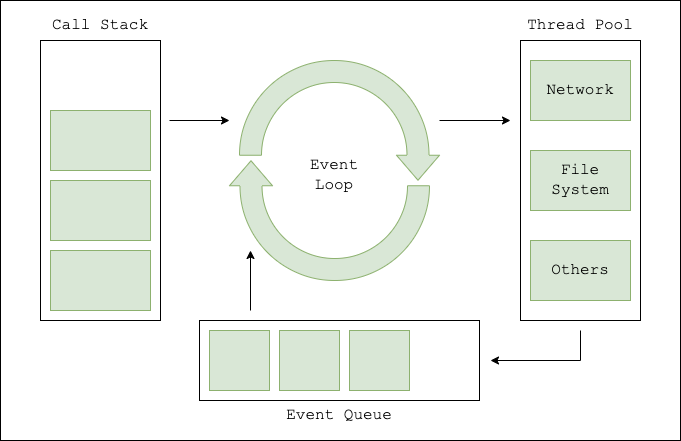 Call Stack
Thread Pool
Network
Event
Loop
File
System
Others
Event Queue